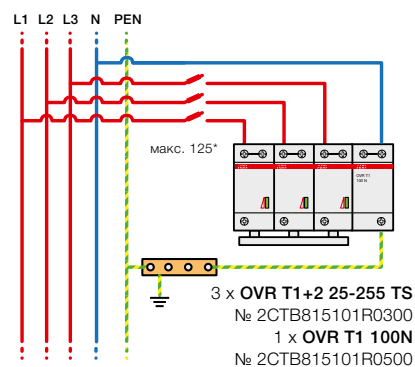 L1 L2 L3 N PEN
макс. 125*
OVR T1
100 N
3 x OVR T1+2 25-255 TS
№ 2CTB815101R0300
1 x OVR T1 100N
№ 2CTB815101R0500